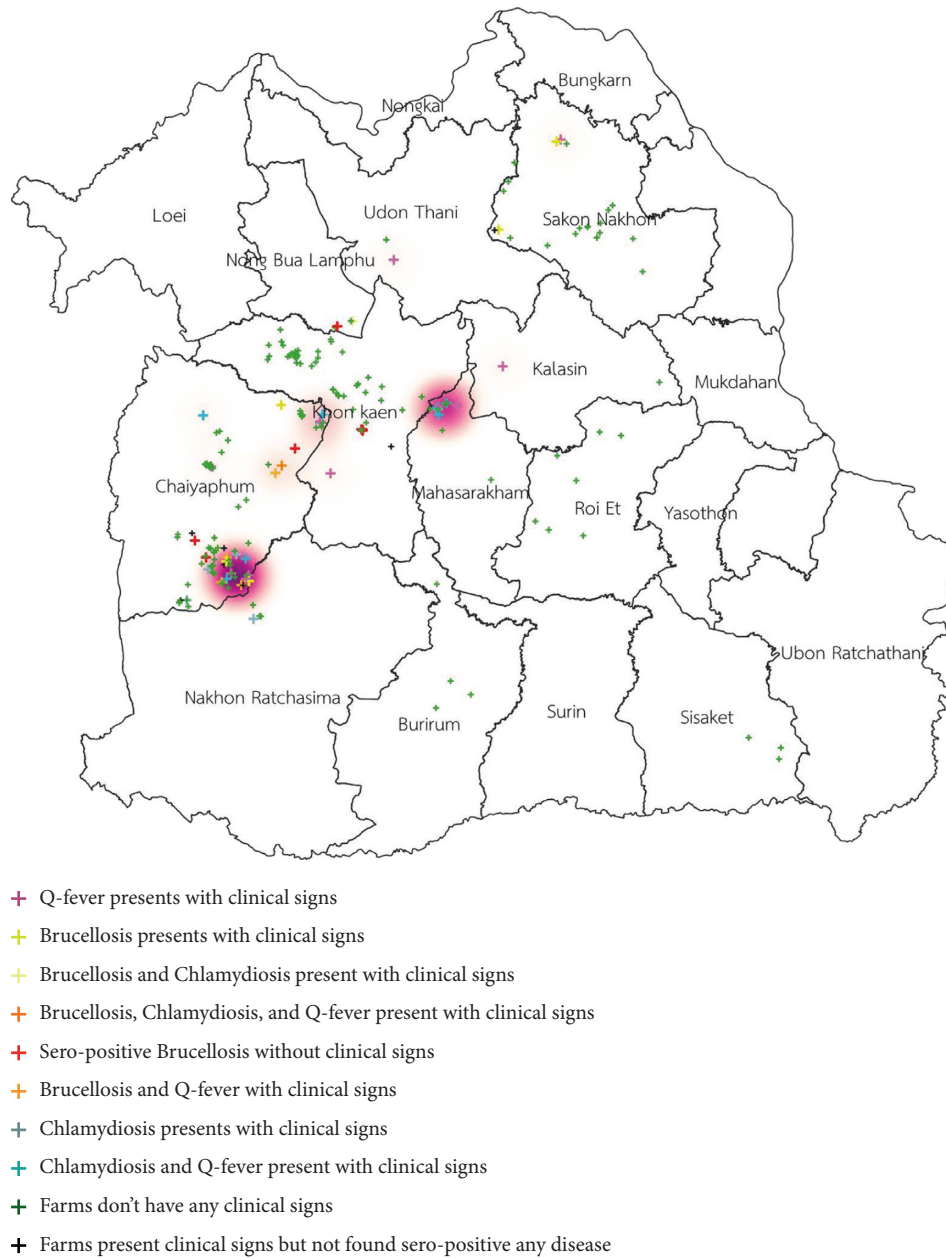 Bungkarn
Nongkai
Loei
Udon Thani
Sakon Nakhon
Nong Bua Lamphu
Kalasin
Mukdahan
Khon kaen
Chaiyaphum
Mahasarakham
Roi Et
Yasothon
Ubon Ratchathani
Nakhon Ratchasima
Burirum
Surin
Sisaket
Q-fever presents with clinical signs
Brucellosis presents with clinical signs
Brucellosis and Chlamydiosis present with clinical signs
Brucellosis, Chlamydiosis, and Q-fever present with clinical signs
Sero-positive Brucellosis without clinical signs
Brucellosis and Q-fever with clinical signs
Chlamydiosis presents with clinical signs
Chlamydiosis and Q-fever present with clinical signs
Farms don't have any clinical signs
Farms present clinical signs but not found sero-positive any disease